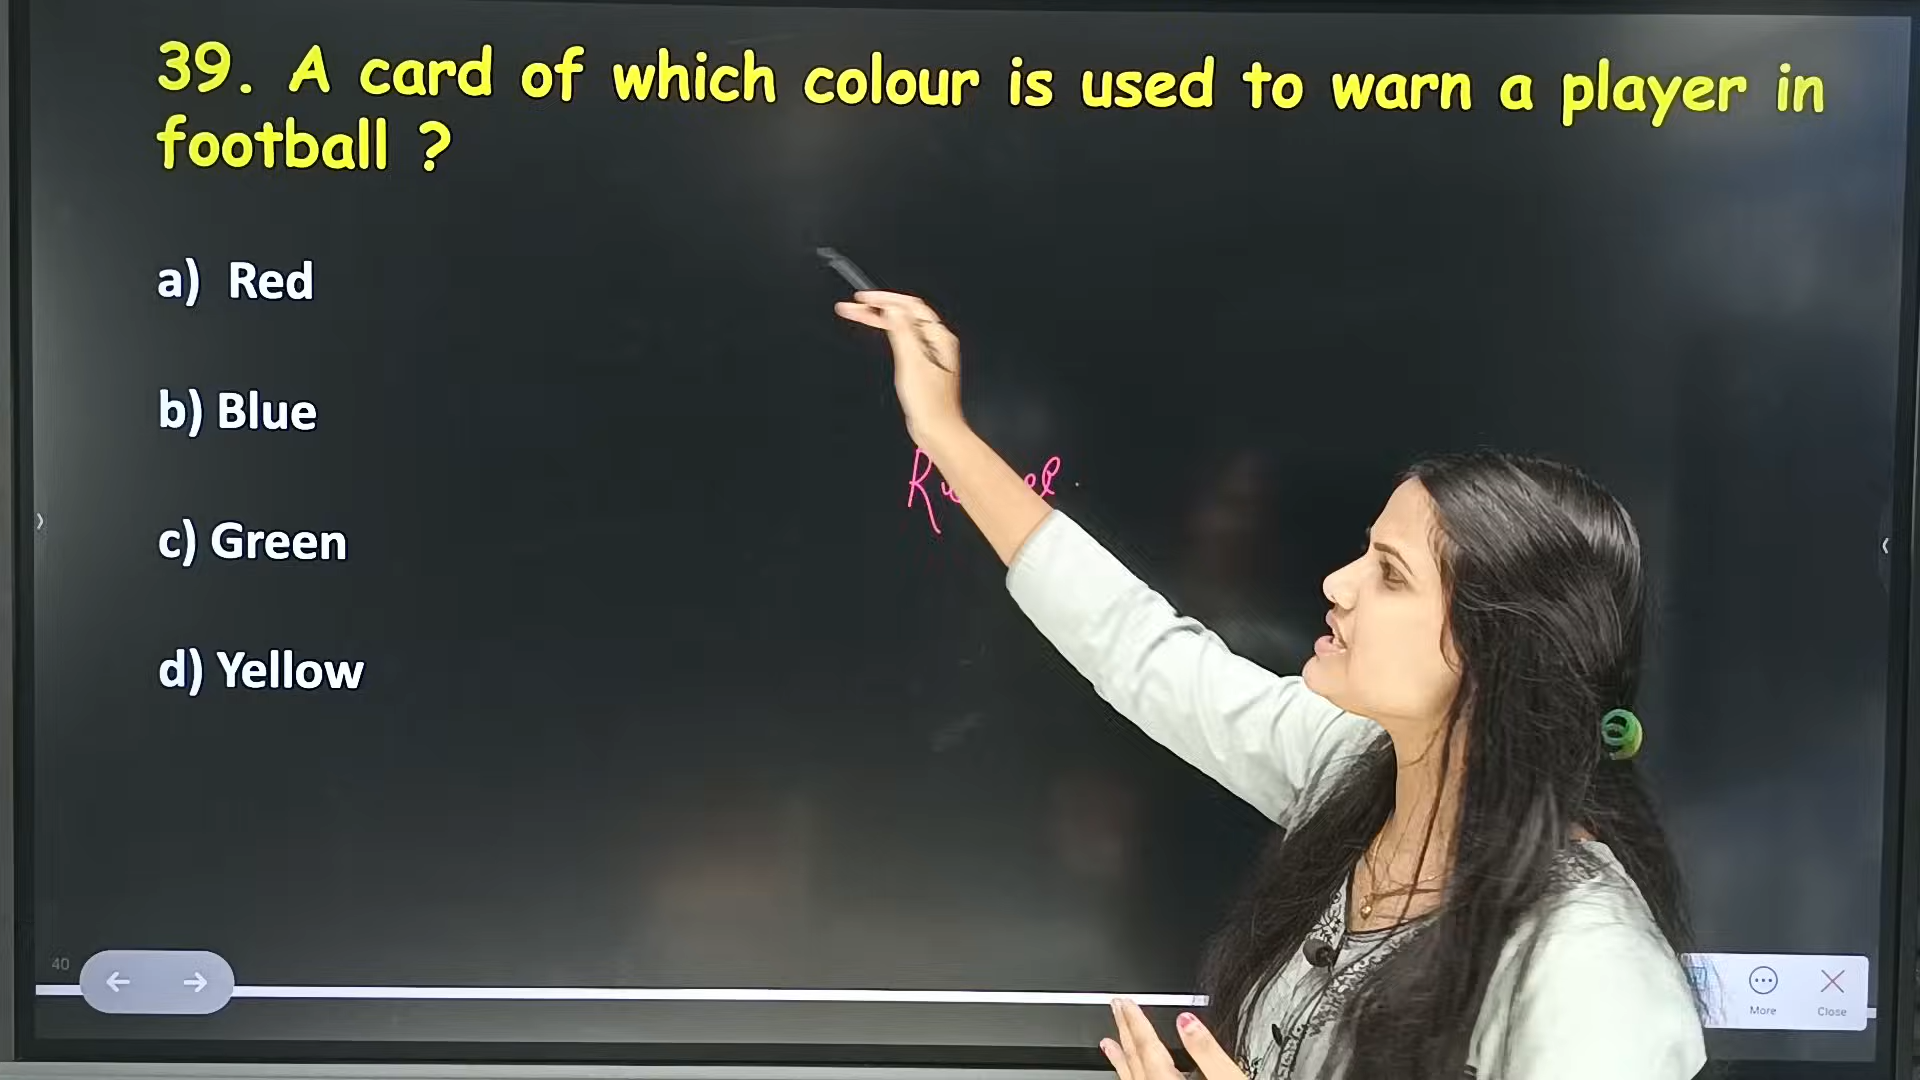 39. A card of which colour is used to warn a player in
football ?
a) Red
b) Blue
c) Green
d) Yellow
40
More
Close